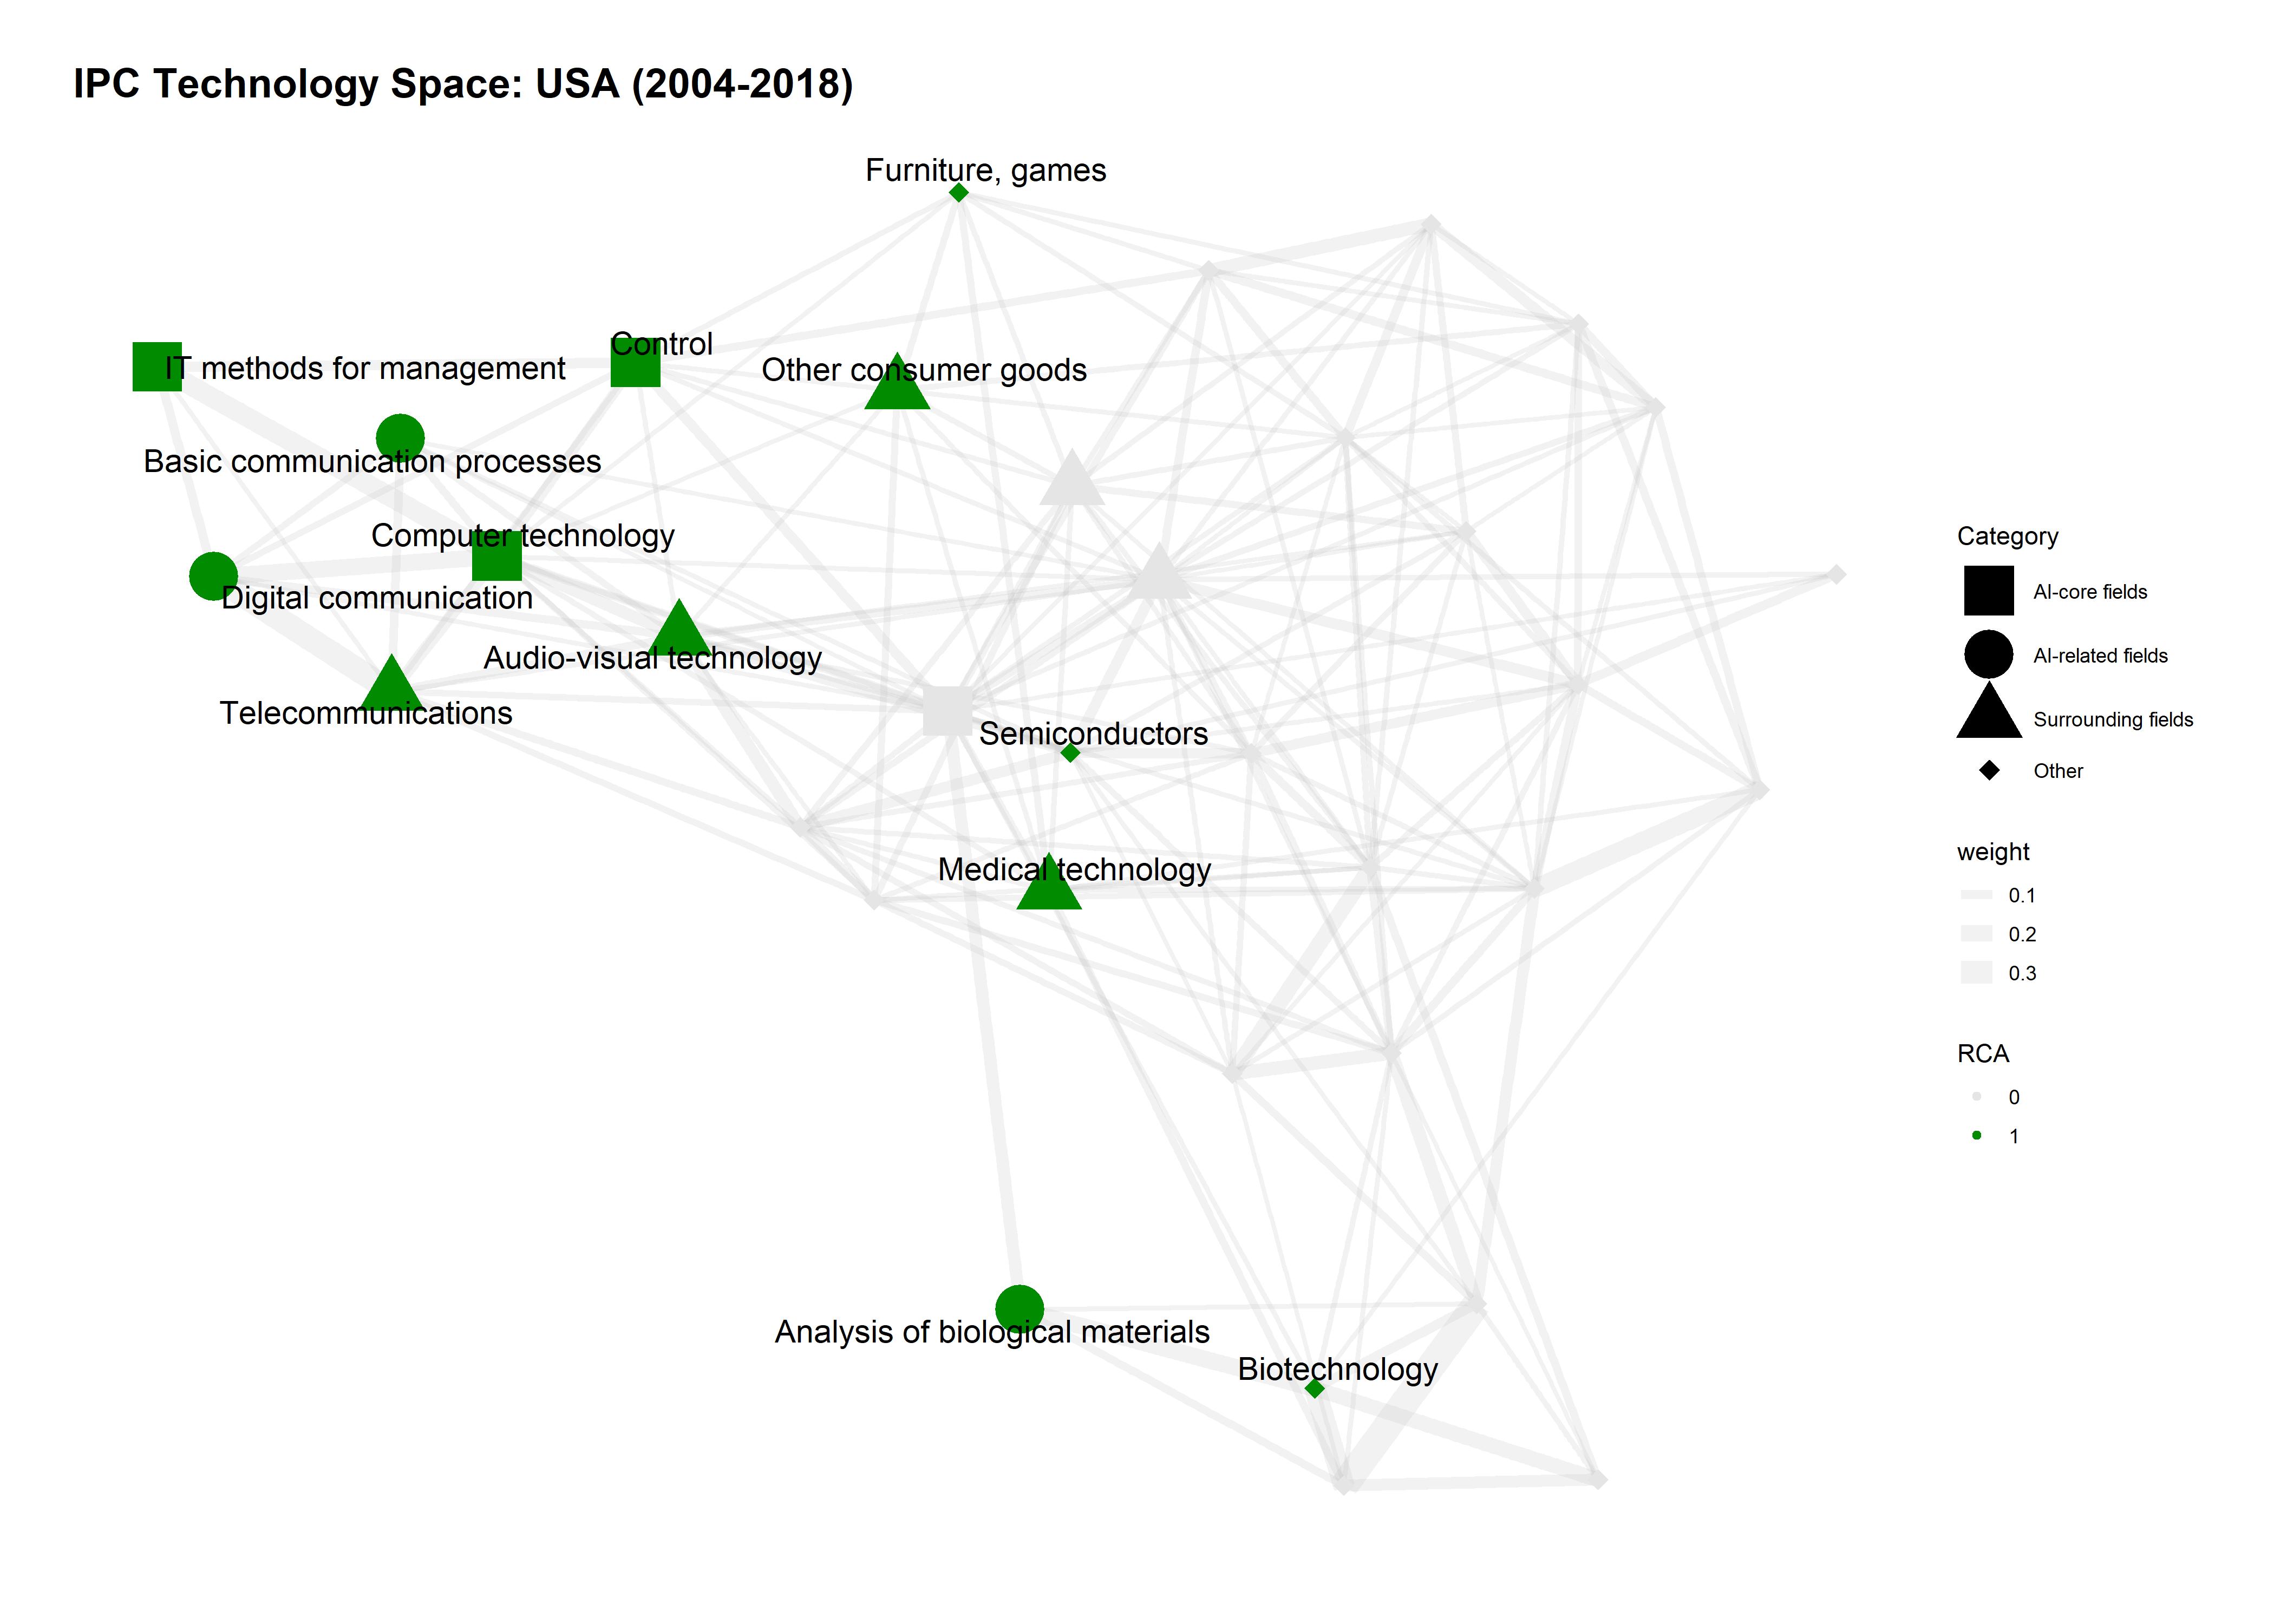 IPC Technology Space: USA (2004-2018)
Furniture, games
Control
IT methods for management
Other consumer goods
Basic communication processes
Computer technology
Digital communication
Audio-visual technology
Telecommunications
Semiconductors
Medical technology
Analysis of biological materials
Biotechnology
Category
AI-core fields
AI-related fields
Surrounding fields
Other
weight
0.1
0.2
0.3
RCA
0
1